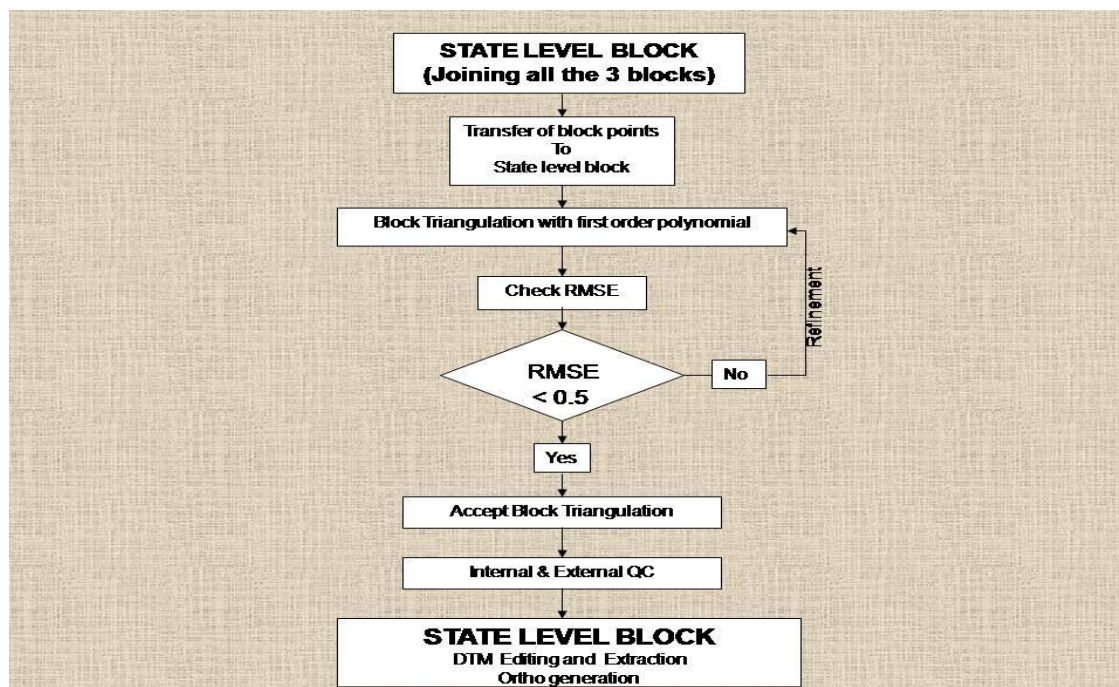 STATE LEVEL BLOCK
(Joining all the 3 blocks)
Transfer of block points
To
State level block
Block Triangulation with first order polynomial
Check RMSE
Refinement
RMSE
< 0.5
No
Yes
Accept Block Triangulation
Internal & External QC
STATE LEVEL BLOCK
DTM Editing and Extraction
Ortho generation